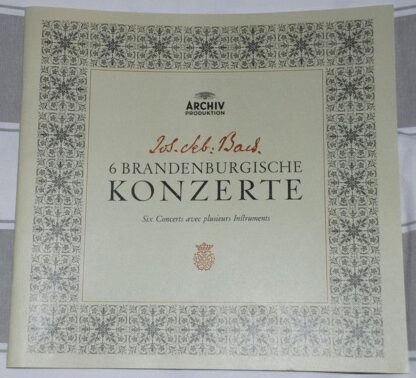 ARCHIV
PRODUKTION
Joh. Seb: Bach.
6 BRANDENBURGISCHE
KONZERTE
Six Concerts avec plusieurs Instruments